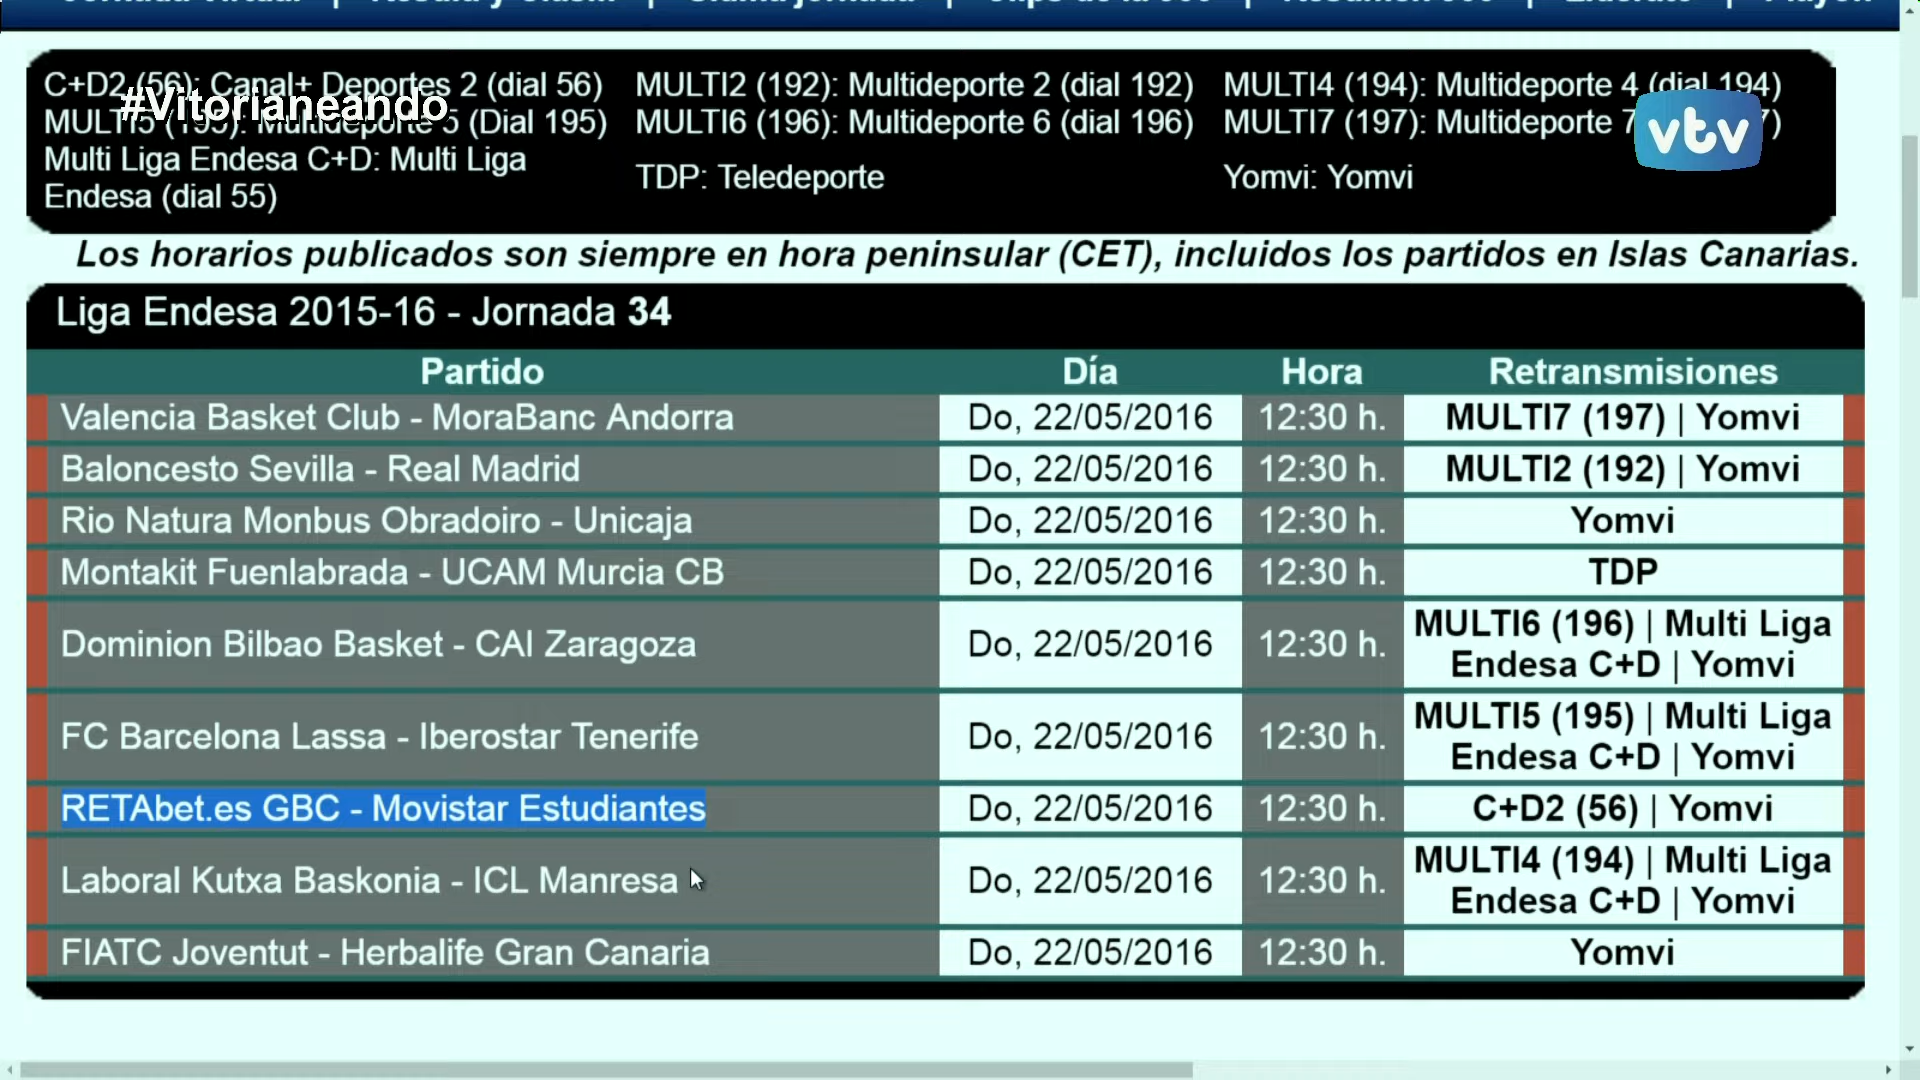 C+D2 (56): Canal+ Deportes 2 (dial 56) MULTI2 (192): Multideporte 2 (dial 192) MULTI4 (194): Multideporte 4 (dial 194)
#Vitorianeando
vtv
MULTI5 (195): Multideporte 5 (Dial 195) MULTI6 (196): Multideporte 6 (dial 196) MULTI7 (197): Multideporte
Multi Liga Endesa C+D: Multi Liga
Endesa (dial 55)
TDP: Teledeporte
Yomvi: Yomvi
Los horarios publicados son siempre en hora peninsular (CET), incluidos los partidos en Islas Canarias.
Liga Endesa 2015-16 - Jornada 34
Partido Día Hora Retransmisiones
Valencia Basket Club - MoraBanc Andorra Do, 22/05/2016 12:30 h. MULTI7 (197) | Yomvi
Baloncesto Sevilla - Real Madrid Do, 22/05/2016 12:30 h. MULTI2 (192) | Yomvi
Rio Natura Monbus Obradoiro - Unicaja Do, 22/05/2016 12:30 h. Yomvi
Montakit Fuenlabrada - UCAM Murcia CB Do, 22/05/2016 12:30 h. TDP
Dominion Bilbao Basket - CAI Zaragoza Do, 22/05/2016 12:30 h. MULTI6 (196) | Multi Liga
Endesa C+D | Yomvi
FC Barcelona Lassa - Iberostar Tenerife Do, 22/05/2016 12:30 h. MULTI5 (195) | Multi Liga
Endesa C+D | Yomvi
RETAbet.es GBC - Movistar Estudiantes Do, 22/05/2016 12:30 h. C+D2 (56) | Yomvi
Laboral Kutxa Baskonia - ICL Manresa Do, 22/05/2016 12:30 h. MULTI4 (194) | Multi Liga
Endesa C+D | Yomvi
FIATC Joventut - Herbalife Gran Canaria Do, 22/05/2016 12:30 h. Yomvi